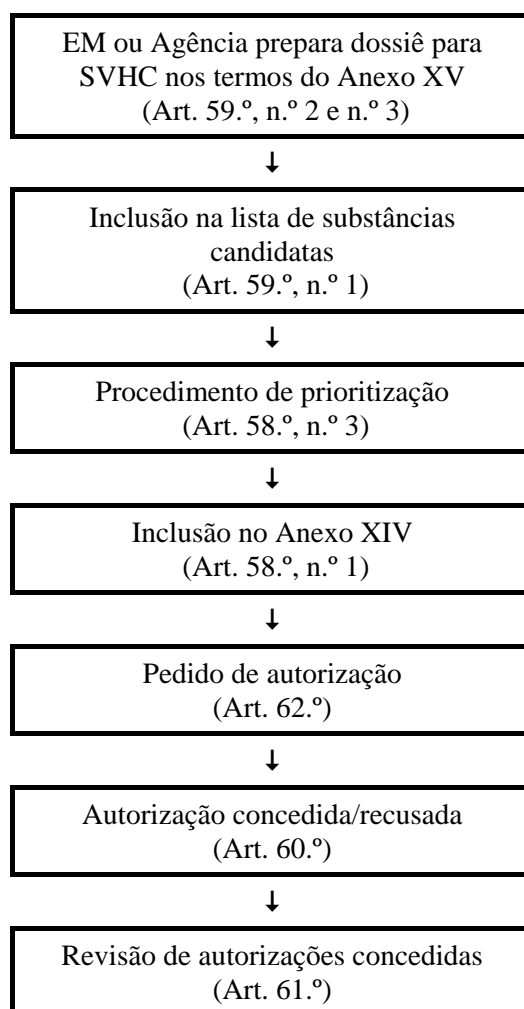 EM ou Agência prepara dossiê para
SVHC nos termos do Anexo XV
(Art. 59.º, n.º 2 e n.º 3)
↓
Inclusão na lista de substâncias
candidatas
(Art. 59.º, n.º 1)
↓
Procedimento de prioritização
(Art. 58.º, n.º 3)
↓
Inclusão no Anexo XIV
(Art. 58.º, n.º 1)
↓
Pedido de autorização
(Art. 62.º)
↓
Autorização concedida/recusada
(Art. 60.º)
↓
Revisão de autorizações concedidas
(Art. 61.º)